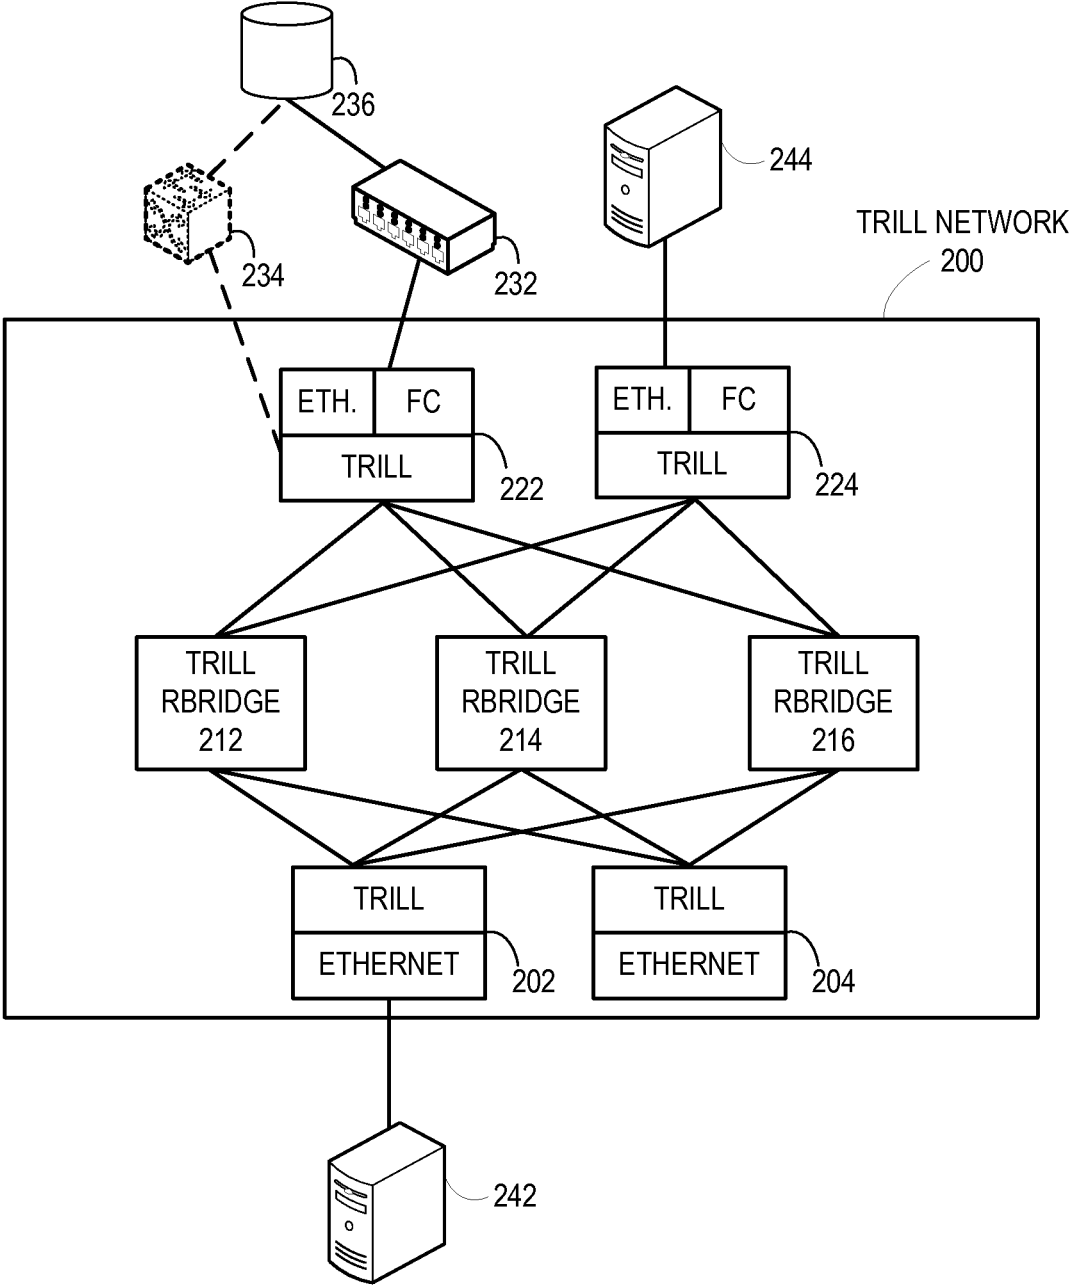 236
244
234
232
TRILL NETWORK
200
ETH. FC
TRILL
222
ETH. FC
TRILL
224
TRILL
RBRIDGE
212
TRILL
RBRIDGE
214
TRILL
RBRIDGE
216
TRILL
ETHERNET
202
TRILL
ETHERNET
204
242